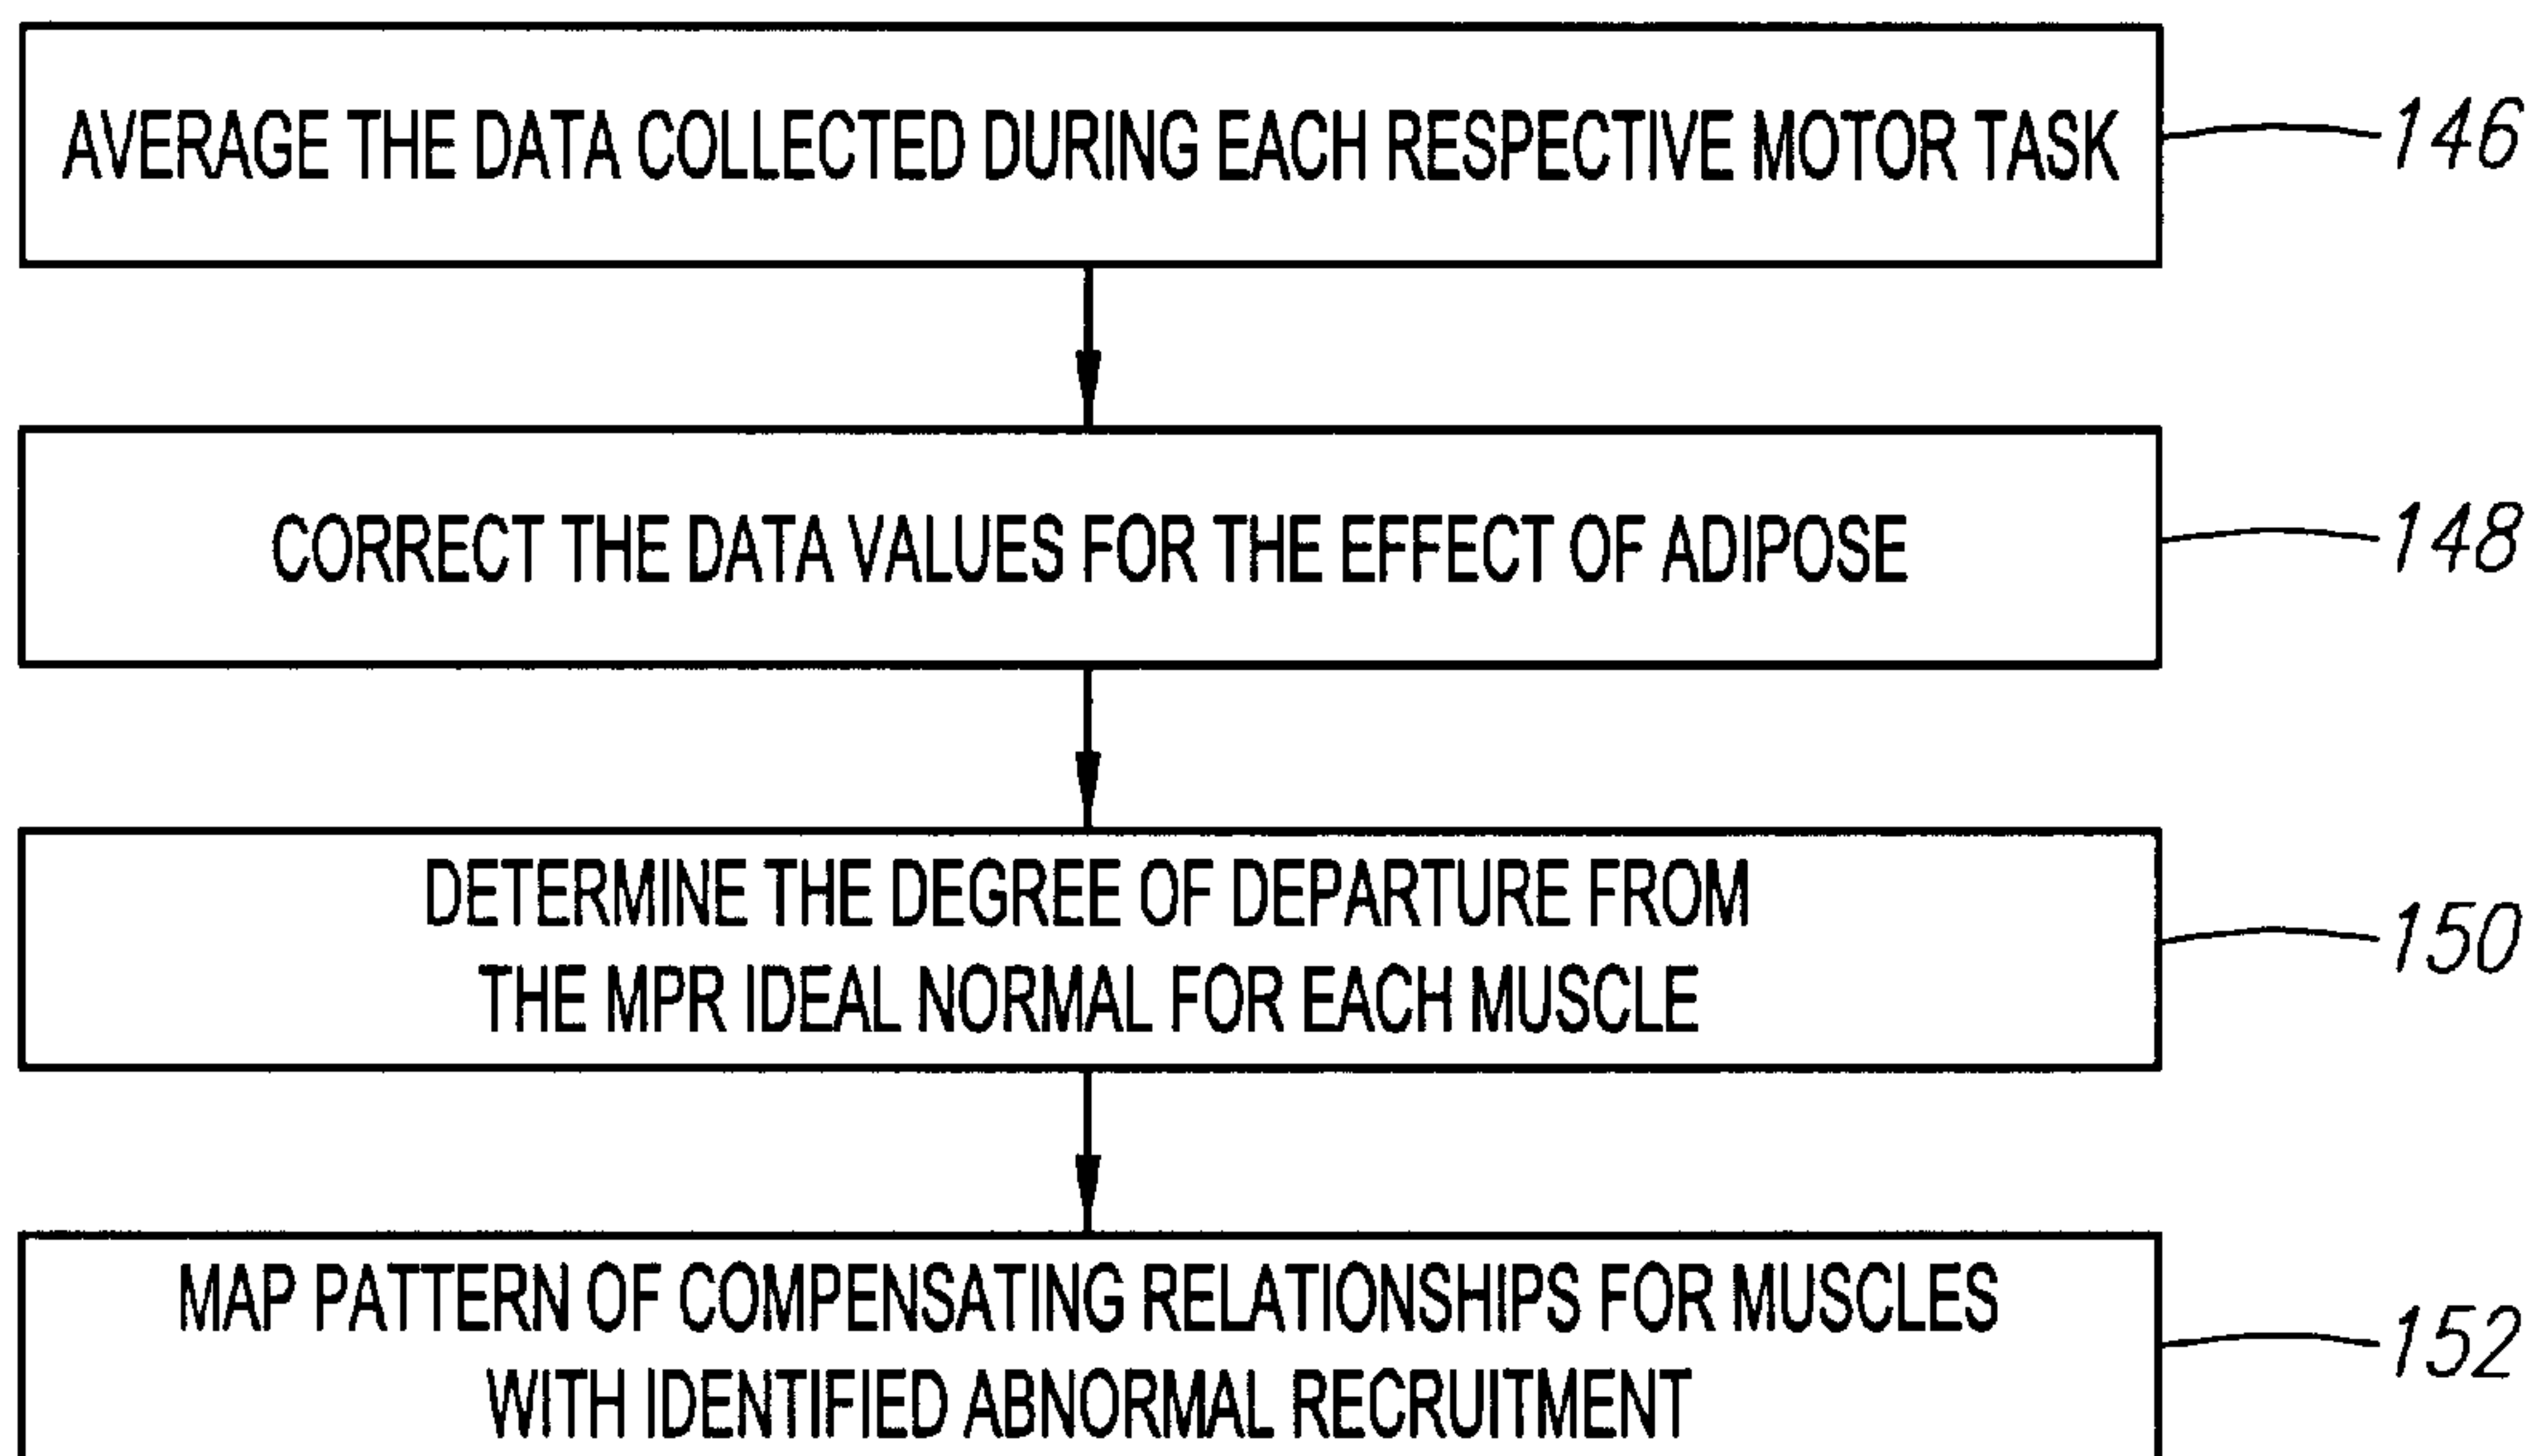 AVERAGE THE DATA COLLECTED DURING EACH RESPECTIVE MOTOR TASK
146
CORRECT THE DATA VALUES FOR THE EFFECT OF ADIPOSE
148
DETERMINE THE DEGREE OF DEPARTURE FROM
THE MPR IDEAL NORMAL FOR EACH MUSCLE
150
MAP PATTERN OF COMPENSATING RELATIONSHIPS FOR MUSCLES
WITH IDENTIFIED ABNORMAL RECRUITMENT
152